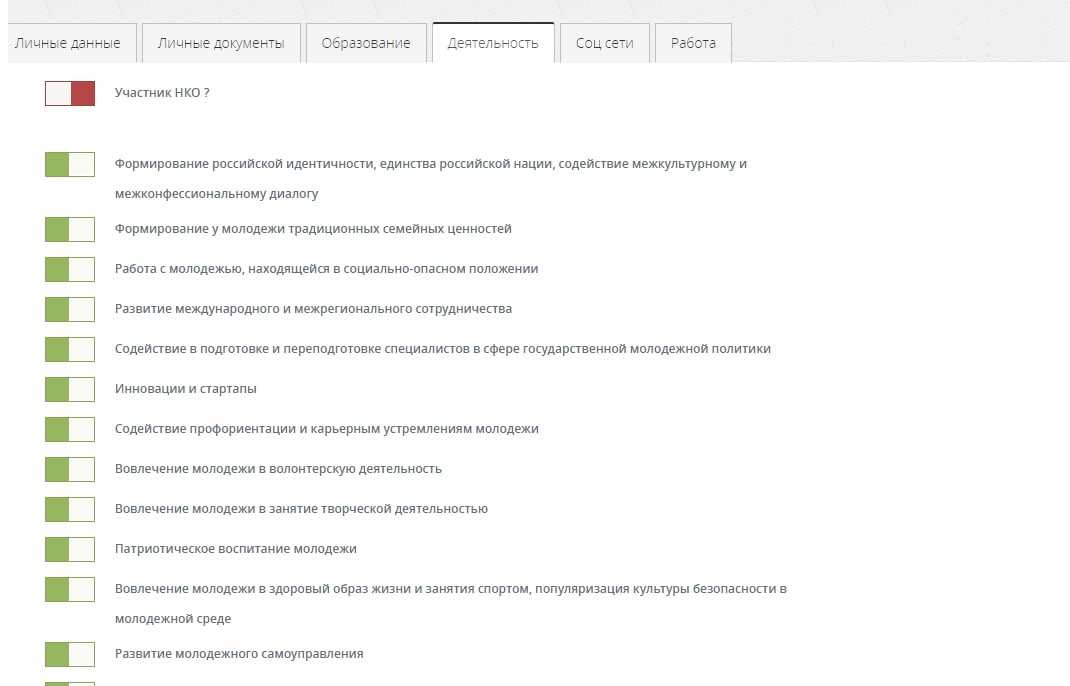 Личные данные
Личные документы
Образование
Деятельность
Соц сети
Работа
Участник НКО ?
Формирование российской идентичности, единства российской нации, содействие межкультурному и
межконфессиональному диалогу
Формирование у молодежи традиционных семейных ценностей
Работа с молодежью, находящейся в социально-опасном положении
Развитие международного и межрегионального сотрудничества
Содействие в подготовке и переподготовке специалистов в сфере государственной молодежной политики
Инновации и стартапы
Содействие профориентации и карьерным устремлениям молодежи
Вовлечение молодежи в волонтерскую деятельность
Вовлечение молодежи в занятие творческой деятельностью
Патриотическое воспитание молодежи
Вовлечение молодежи в здоровый образ жизни и занятия спортом, популяризация культуры безопасности в
молодежной среде
Развитие молодежного самоуправления